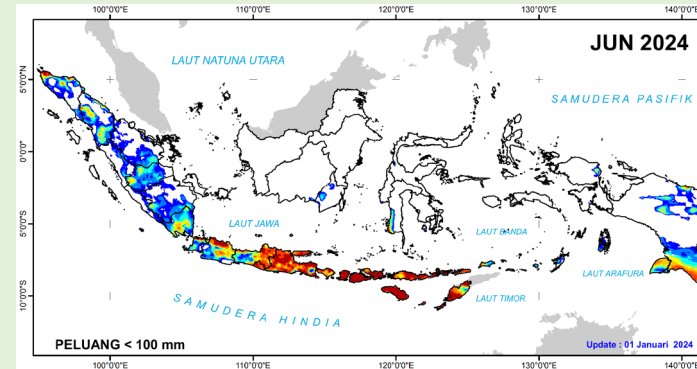 100°0'0"E 110°0'0"E 120°0'0"E 130°0'0"E 140°0'0"E
JUN 2024
LAUT NATUNA UTARA
5°0'0"N
SAMUDERA PASIFIK
0°0'0"
LAUT JAWA
LAUT BANDA
5°0'0"S
LAUT ARAFURA
LAUT TIMOR
10°0'0"S
SAMUDERA HINDIA
PELUANG < 100 mm
Update : 01 Januari 2024
100°0'0"E 110°0'0"E 120°0'0"E 130°0'0"E 140°0'0"E